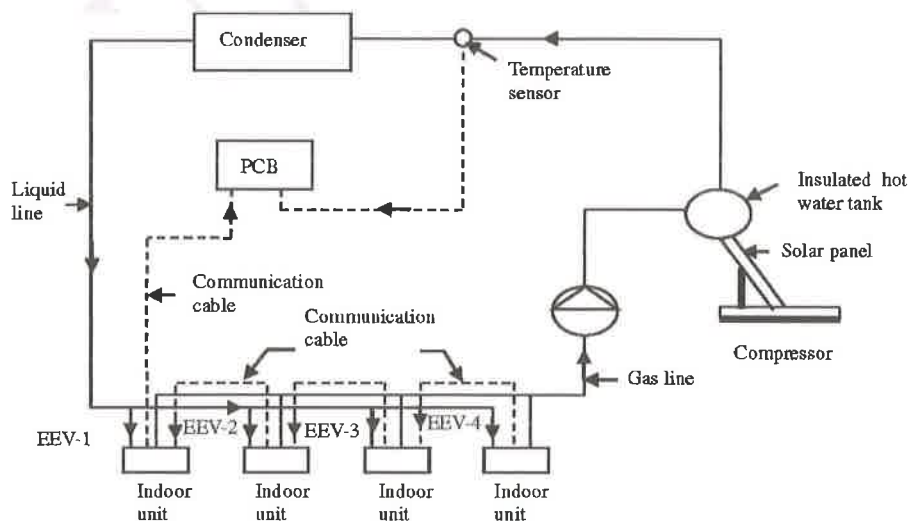 Condenser
Temperature
sensor
PCB
Liquid
line
Insulated hot
water tank
Solar panel
Communication
cable
Communication
cable
Compressor
Gas line
EEV-1
EEV-2
EEV-3
EEV-4
Indoor
unit
Indoor
unit
Indoor
unit
Indoor
unit